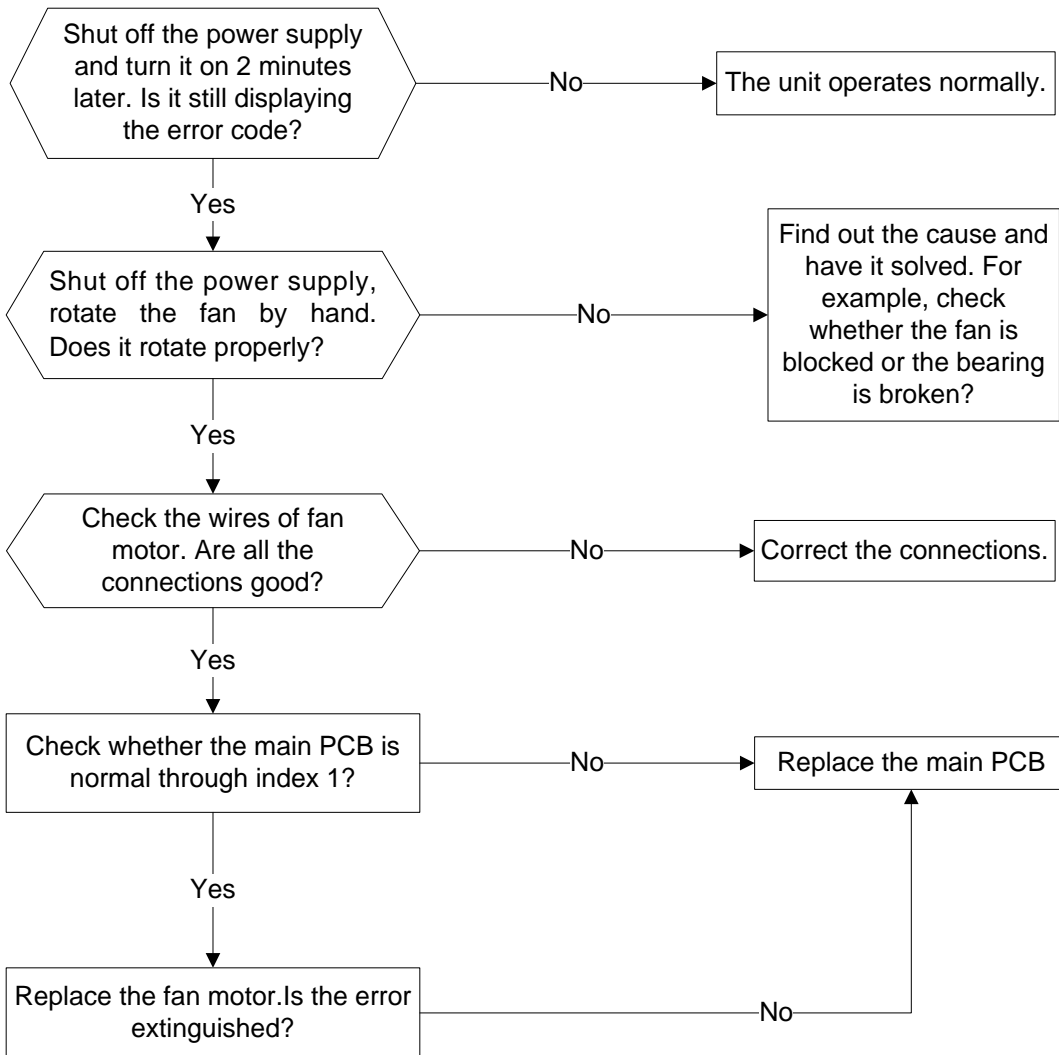 Shut off the power supply
and turn it on 2 minutes
later. Is it still displaying
the error code?
No
The unit operates normally.
Yes
Shut off the power supply,
rotate the fan by hand.
Does it rotate properly?
No
Find out the cause and
have it solved. For
example, check
whether the fan is
blocked or the bearing
is broken?
Yes
Check the wires of fan
motor. Are all the
connections good?
No
Correct the connections.
Yes
Check whether the main PCB is
normal through index 1?
No
Replace the main PCB
Yes
Replace the fan motor.Is the error
extinguished?
No